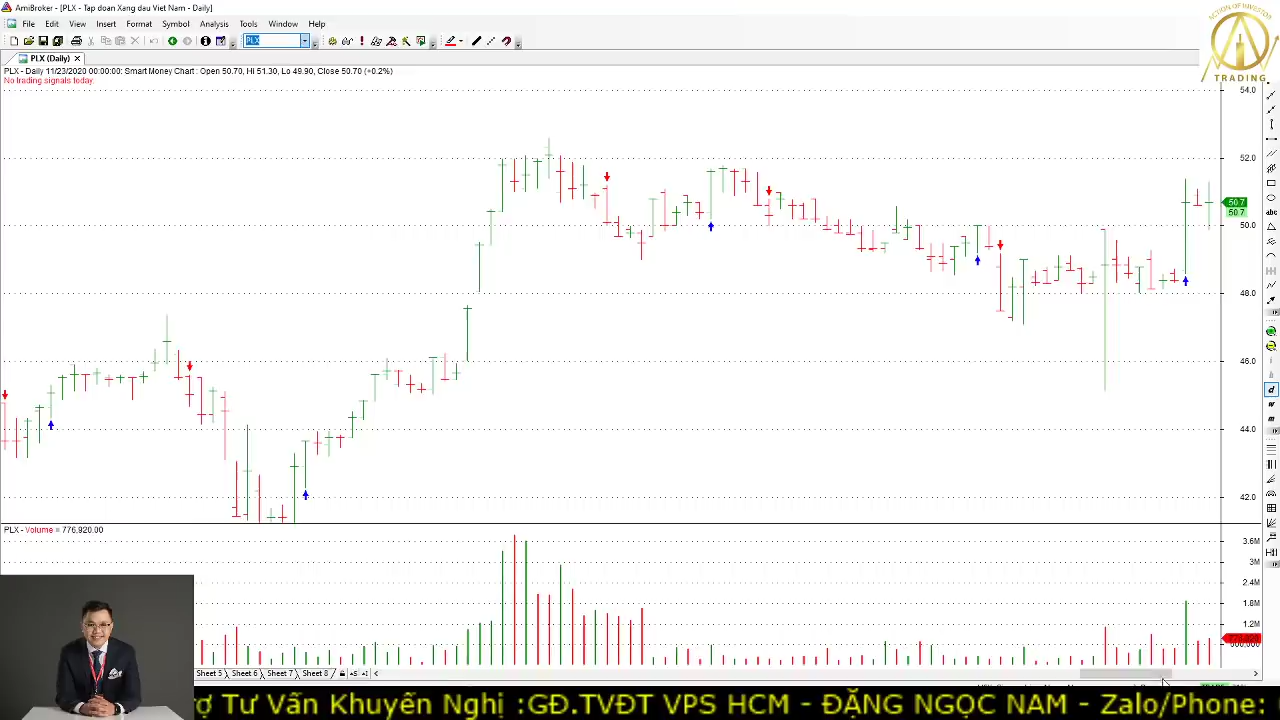 AmiBroker - [PLX - Tap doan Xang dau Viet Nam - Daily]
File Edit View Insert Format Symbol Analysis Tools Window Help
PLX
PLX (Daily)
PLX - Daily 11/23/2020 00:00:00: Smart Money Chart : Open 50.70, Hi 51.30, Lo 49.90, Close 50.70 (+0.2%)
No trading signals today.
ACTION OF INVESTOR
TRADING
54.0
52.0
50.7
50.7
50.0
48.0
46.0
44.0
42.0
abc
d
w
m
PLX - Volume = 776,920.00
3.6M
3M
2.4M
1.8M
1.2M
Sheet 5 Sheet 6 Sheet 7 Sheet 8
Tư Vấn Khuyến Nghị :GĐ.TVĐT VPS HCM - ĐẶNG NGỌC NAM - Zalo/Phone: